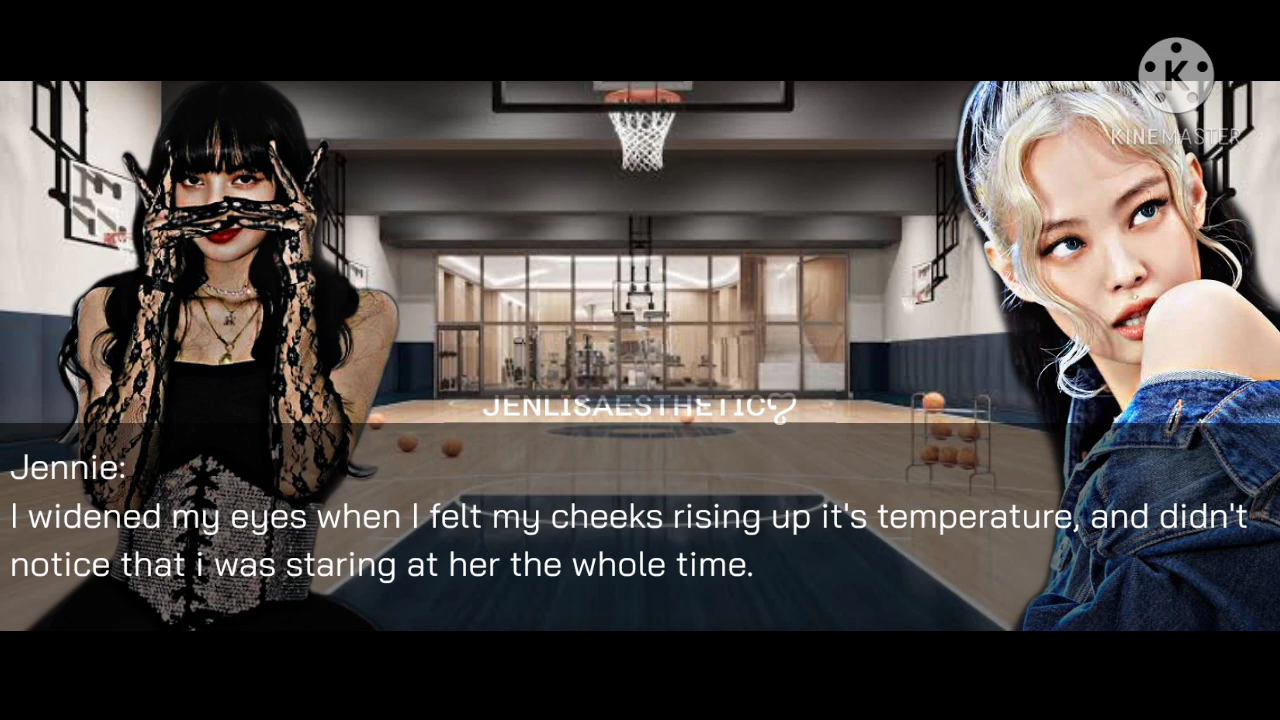 K
KINEMASTER
JENLISAESTHETIC♡
Jennie:
I widened my eyes when I felt my cheeks rising up it's temperature, and didn't
notice that i was staring at her the whole time.